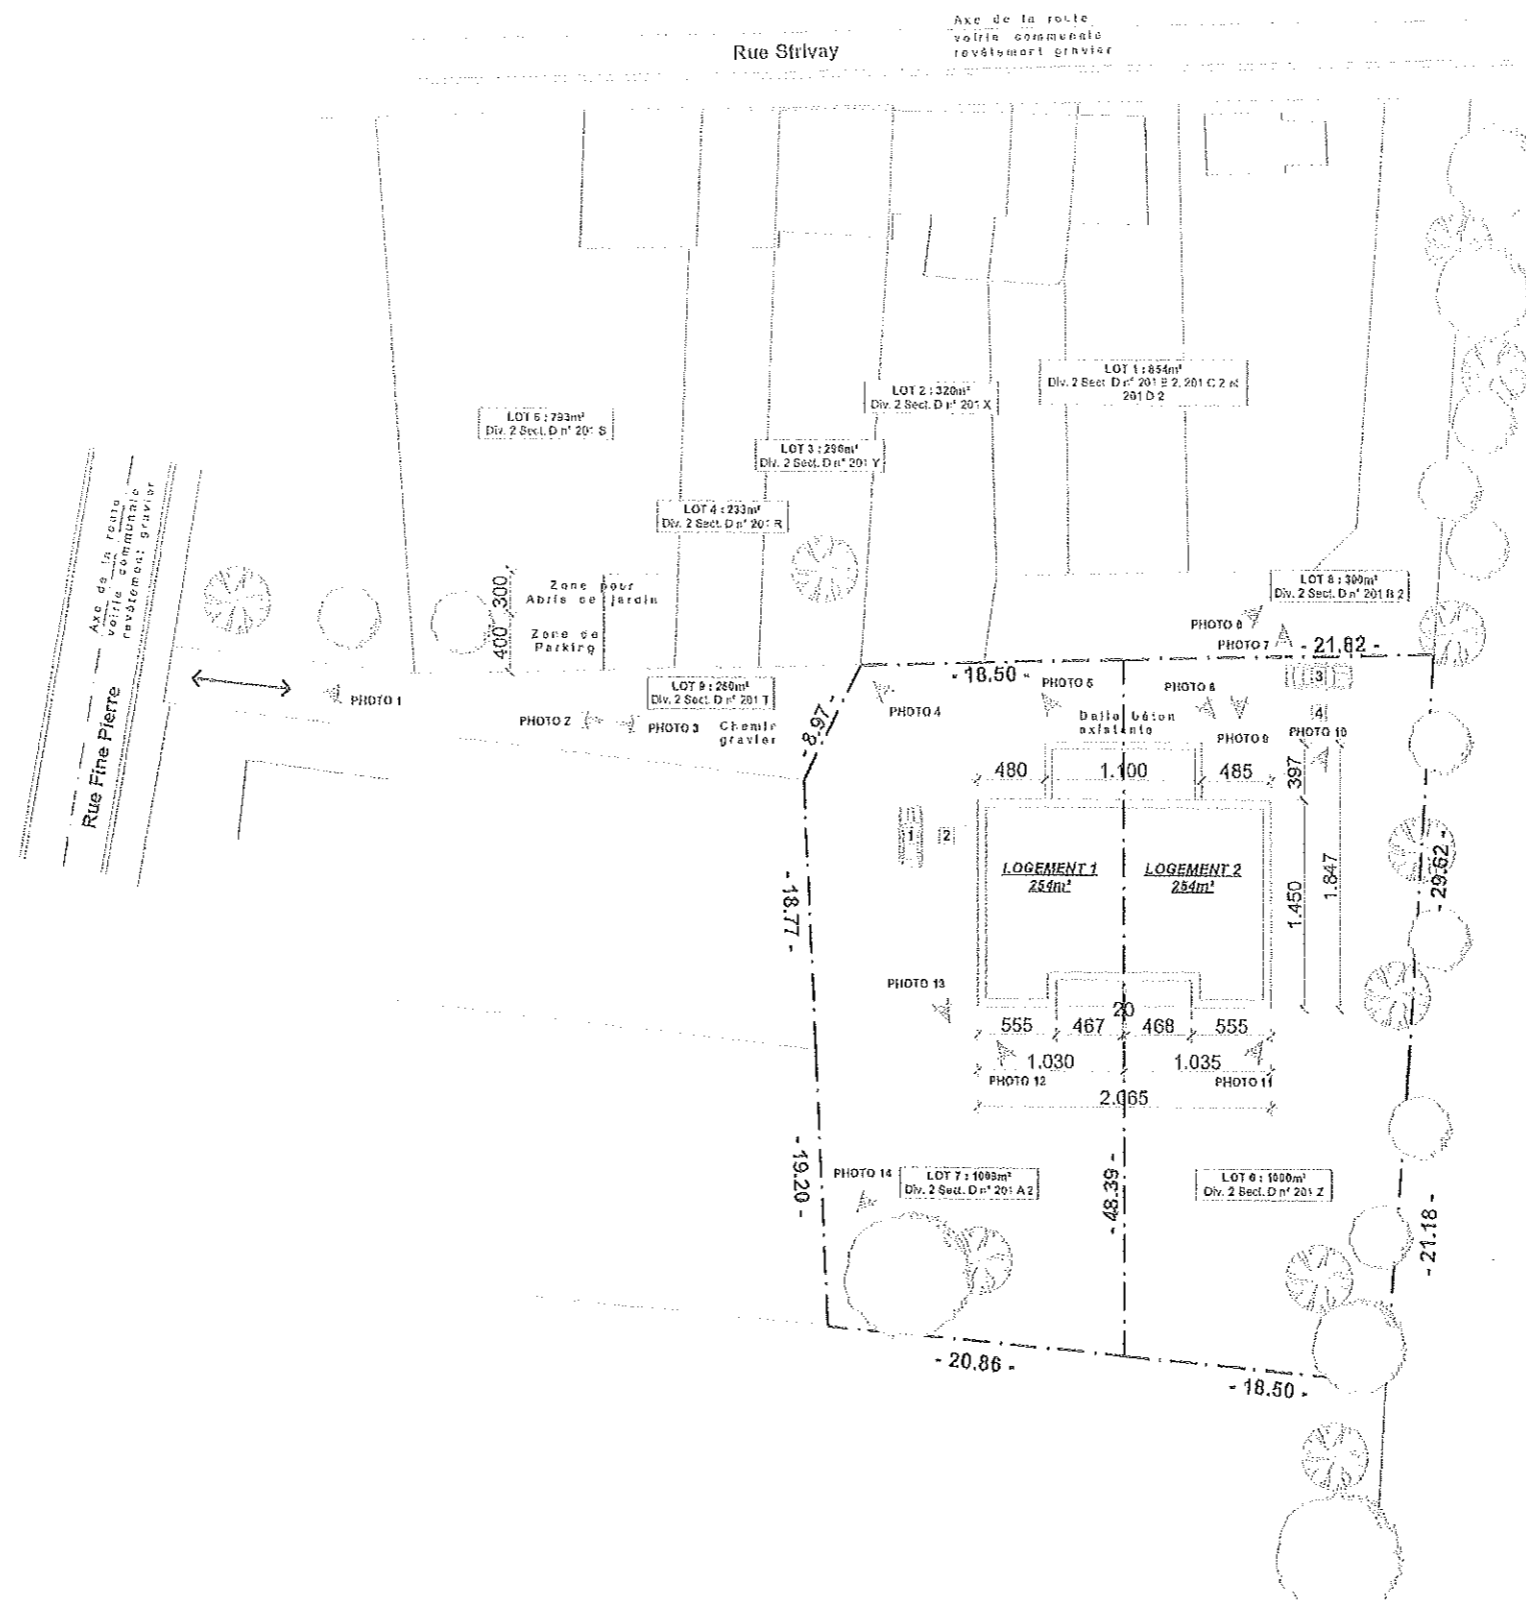 Axe de la route
voirie communale
revêtement gravier
Rue Strivay
LOT 1 : 854m²
Div. 2 Sect. D n° 201 B 2, 201 C 2 et
201 D 2
LOT 2 : 320m²
Div. 2 Sect. D n° 201 X
LOT 5 : 793m²
Div. 2 Sect. D n° 201 S
LOT 3 : 296m²
Div. 2 Sect. D n° 201 Y
LOT 4 : 233m²
Div. 2 Sect. D n° 201 R
Axe de la route
voirie communale
revêtement gravier
Rue Fine Pierre
300
400
Zone pour
Abris de jardin
Zone de
Parking
LOT 8 : 300m²
Div. 2 Sect. D n° 201 B 2
PHOTO 6
PHOTO 7
- 21.62 -
- 18.50 -
PHOTO 1
LOT 9 : 260m²
Div. 2 Sect. D n° 201 T
PHOTO 2
PHOTO 3
Chemin
gravier
- 8.97 -
PHOTO 4
PHOTO 5
PHOTO 8
3
4
Dalle béton
existante
PHOTO 9
PHOTO 10
480
1.100
485
397
1
2
LOGEMENT 1
254m²
LOGEMENT 2
254m²
1.450
1.847
- 29.62 -
- 18.77 -
PHOTO 13
20
555
467
468
555
1.030
1.035
PHOTO 12
PHOTO 11
2.065
- 19.20 -
PHOTO 14
LOT 7 : 1009m²
Div. 2 Sect. D n° 201 A 2
- 48.39 -
LOT 6 : 1000m²
Div. 2 Sect. D n° 201 Z
- 21.18 -
- 20.86 -
- 18.50 -